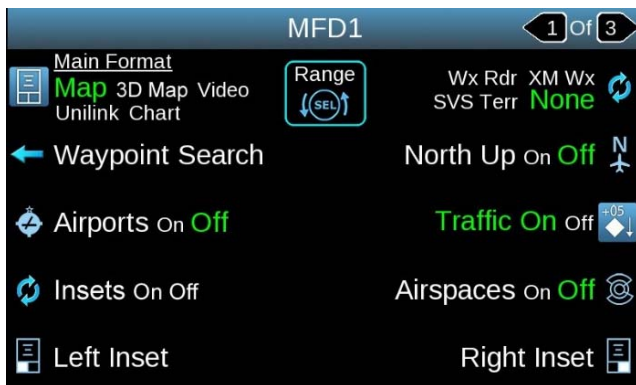 MFD1
1 Of 3
Main Format
Map 3D Map Video
Unilink Chart
Range
SEL
Wx Rdr XM Wx
SVS Terr None
Waypoint Search
North Up On Off
N
Airports On Off
Traffic On Off
+05
Insets On Off
Airspaces On Off
Left Inset
Right Inset